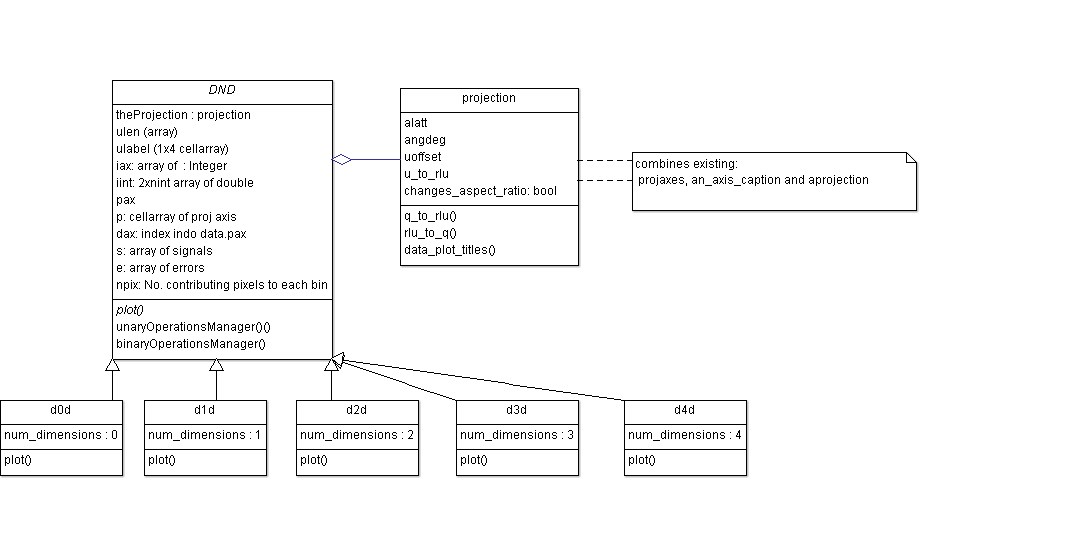 DND
theProjection : projection
ulen (array)
ulabel (1x4 cellarray)
iax: array of : Integer
iint: 2xnint array of double
pax
p: cellarray of proj axis
dax: index indo data.pax
s: array of signals
e: array of errors
npix: No. contributing pixels to each bin
plot()
unaryOperationsManager()()
binaryOperationsManager()
projection
alatt
angdeg
uoffset
u_to_rlu
changes_aspect_ratio: bool
q_to_rlu()
rlu_to_q()
data_plot_titles()
combines existing:
projaxes, an_axis_caption and aprojection
d0d
num_dimensions : 0
plot()
d1d
num_dimensions : 1
plot()
d2d
num_dimensions : 2
plot()
d3d
num_dimensions : 3
plot()
d4d
num_dimensions : 4
plot()